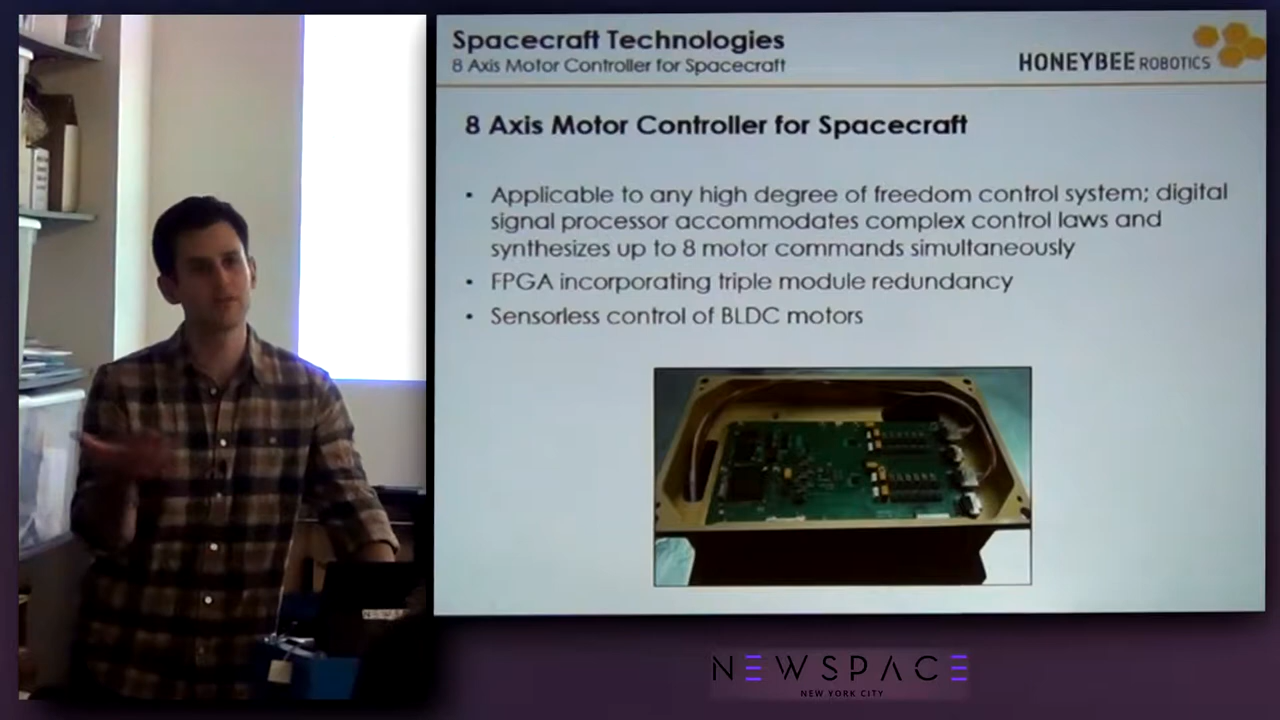 Spacecraft Technologies
8 Axis Motor Controller for Spacecraft
HONEYBEE ROBOTICS
8 Axis Motor Controller for Spacecraft
• Applicable to any high degree of freedom control system; digital
signal processor accommodates complex control laws and
synthesizes up to 8 motor commands simultaneously
• FPGA incorporating triple module redundancy
• Sensorless control of BLDC motors
NEWSPACE
NEW YORK CITY